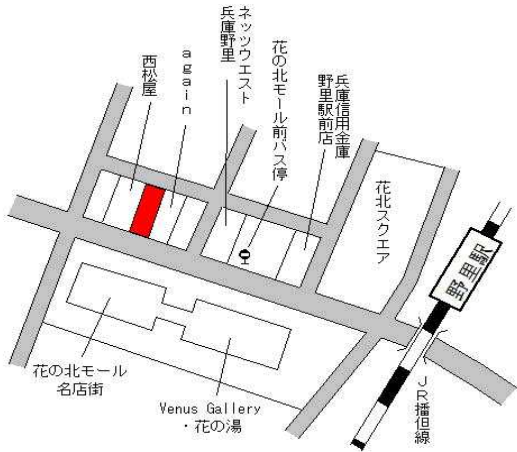 西松屋
again
ネッツウエスト
兵庫野里
花の北モール前バス停
兵庫信用金庫
野里駅前店
花北スクエア
野里駅
JR播但線
花の北モール
名店街
Venus Gallery
・花の湯